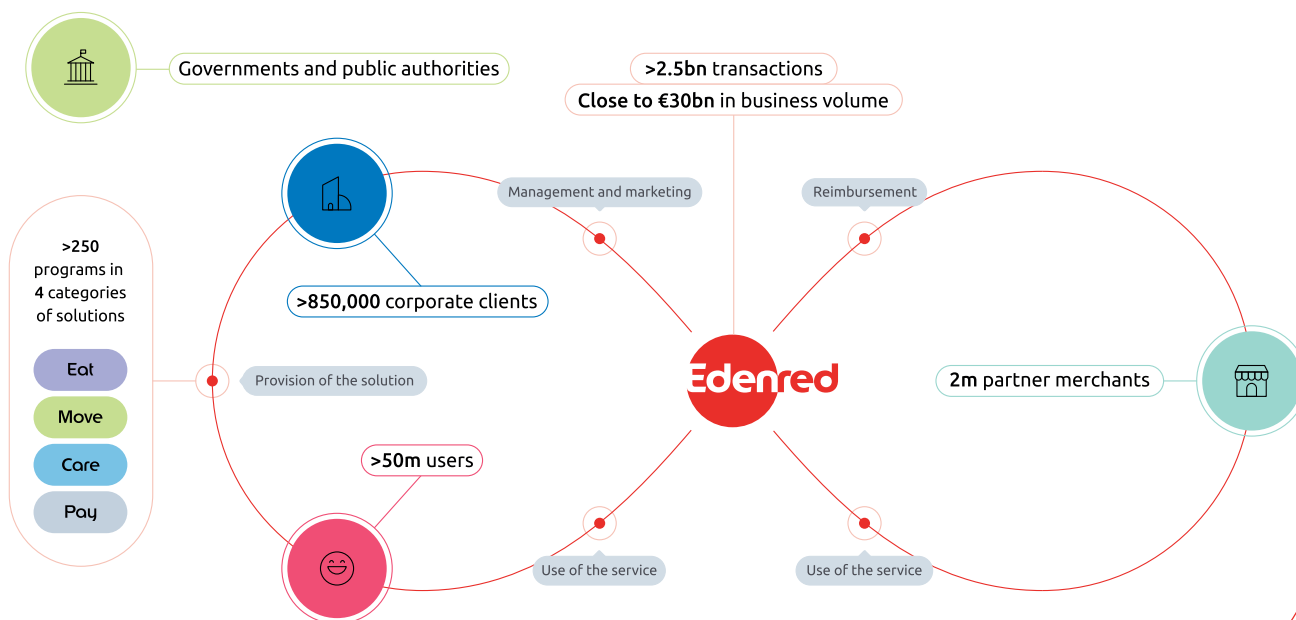 Governments and public authorities
>2.5bn transactions
Close to €30bn in business volume
Management and marketing
Reimbursement
>250
programs in
4 categories
of solutions
>850,000 corporate clients
Eat
Move
Care
Pay
Provision of the solution
Edenred
2m partner merchants
>50m users
Use of the service
Use of the service